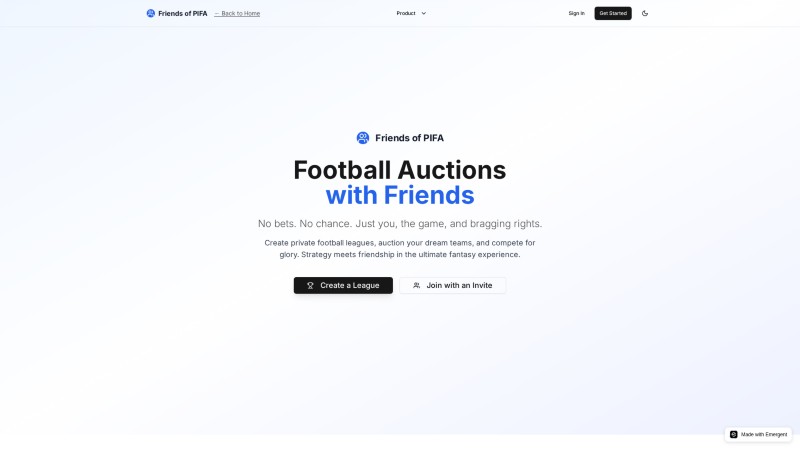 Friends of PIFA
← Back to Home
Product
Sign In
Get Started
Friends of PIFA
Football Auctions
with Friends
No bets. No chance. Just you, the game, and bragging rights.
Create private football leagues, auction your dream teams, and compete for
glory. Strategy meets friendship in the ultimate fantasy experience.
Create a League
Join with an Invite
Made with Emergent